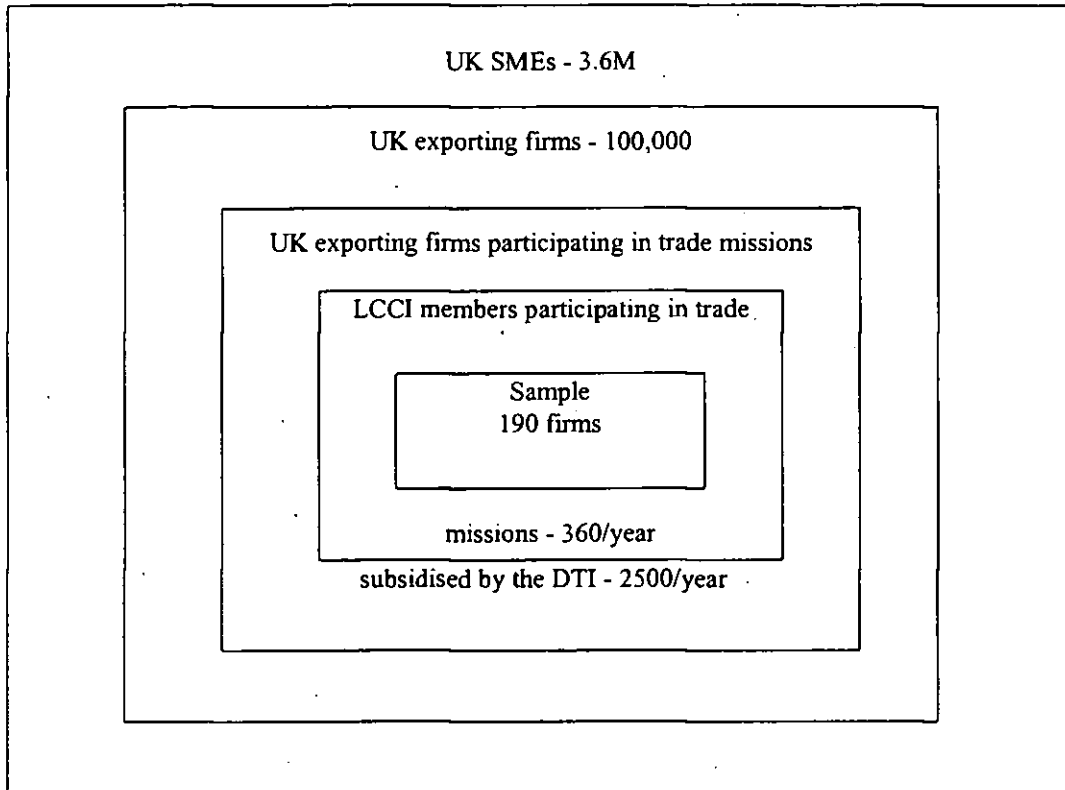 UK SMEs - 3.6M
UK exporting firms - 100,000
UK exporting firms participating in trade missions
LCCI members participating in trade
Sample
190 firms
missions - 360/year
subsidised by the DTI - 2500/year